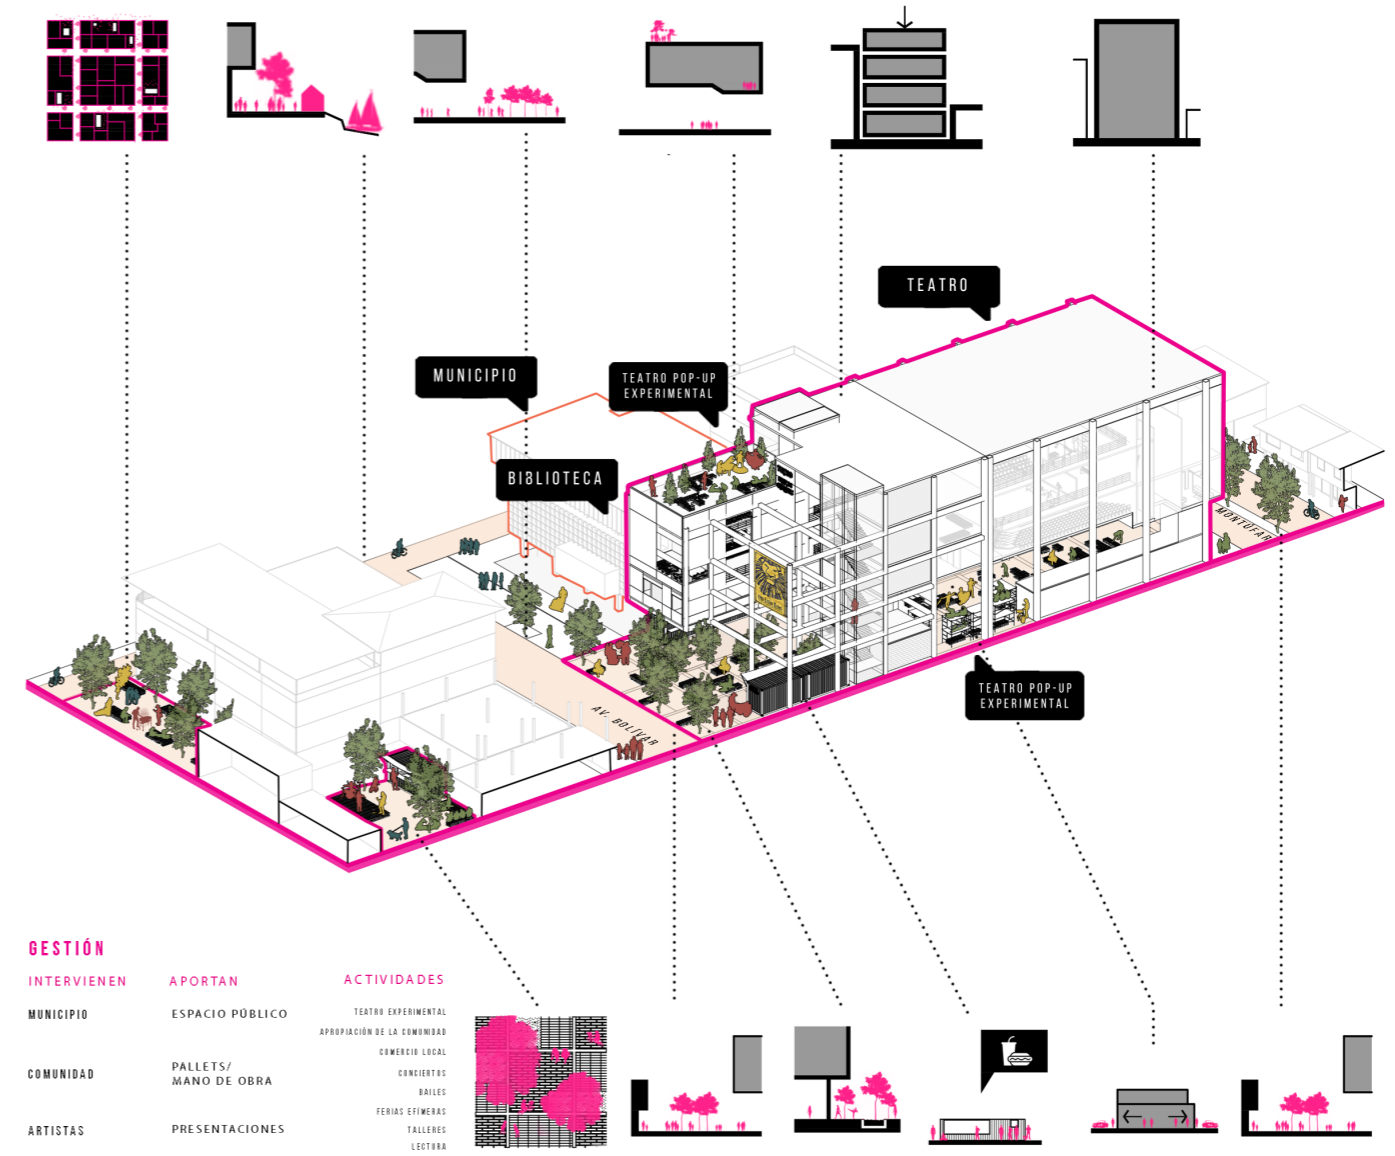 TEATRO
MUNICIPIO
TEATRO POP-UP
EXPERIMENTAL
BIBLIOTECA
MONTÚFAR
AV. BOLÍVAR
TEATRO POP-UP
EXPERIMENTAL
GESTIÓN
INTERVIENEN
APORTAN
ACTIVIDADES
MUNICIPIO
ESPACIO PÚBLICO
COMUNIDAD
PALLETS/
MANO DE OBRA
ARTISTAS
PRESENTACIONES
TEATRO EXPERIMENTAL
APROPIACIÓN DE LA COMUNIDAD
COMERCIO LOCAL
CONCIERTOS
BAILES
FERIAS EFÍMERAS
TALLERES
LECTURA